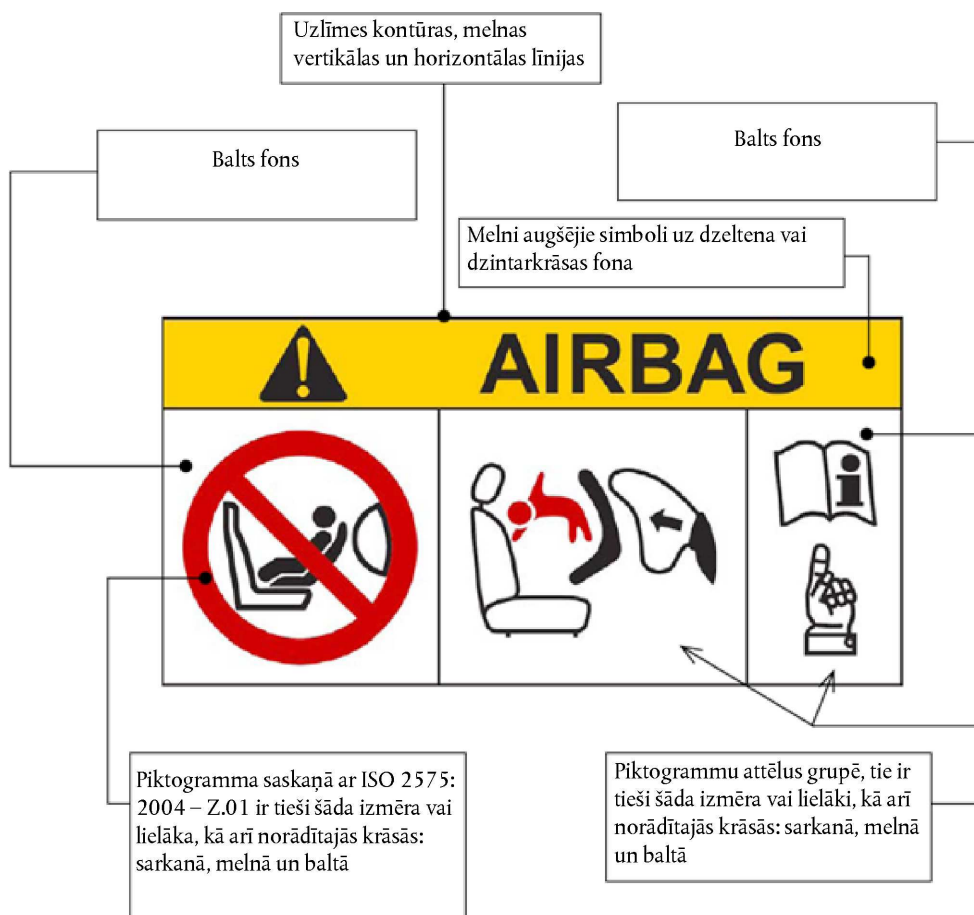 Uzlīmes kontūras, melnas
vertikālas un horizontālas līnijas
Balts fons
Balts fons
Melni augšējie simboli uz dzeltena vai
dzintarkrāsas fona
AIRBAG
Piktogramma saskaņā ar ISO 2575:
2004 – Z.01 ir tieši šāda izmēra vai
lielāka, kā arī norādītajās krāsās:
sarkanā, melnā un baltā
Piktogrammu attēlus grupē, tie ir
tieši šāda izmēra vai lielāki, kā arī
norādītajās krāsās: sarkanā, melnā
un baltā